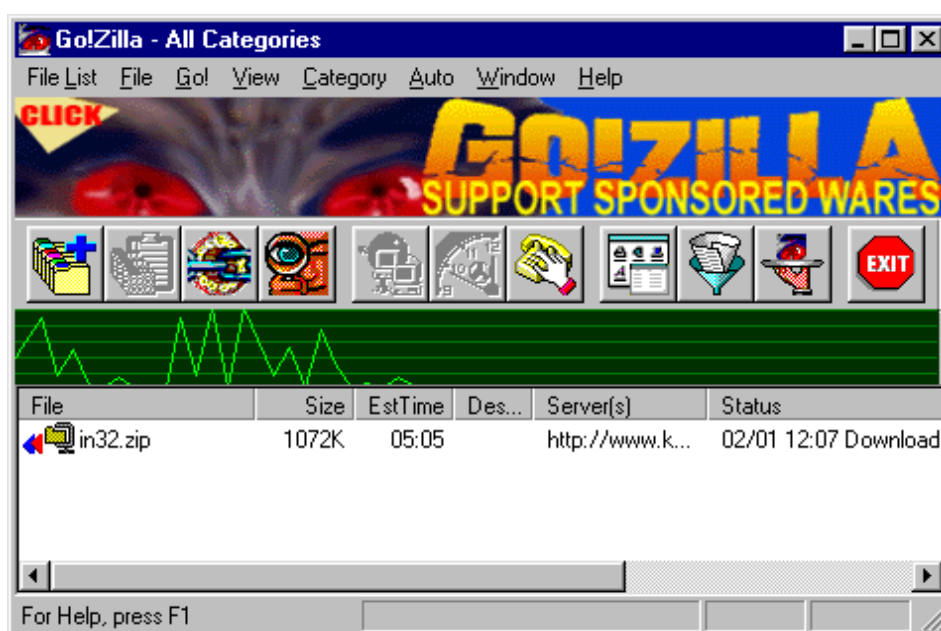 Go!Zilla - All Categories
File List File Go! View Category Auto Window Help
CLICK
GO!ZILLA
SUPPORT SPONSORED WARES
EXIT
File Size EstTime Des... Server(s) Status
in32.zip 1072K 05:05 http://www.k... 02/01 12:07 Download
For Help, press F1